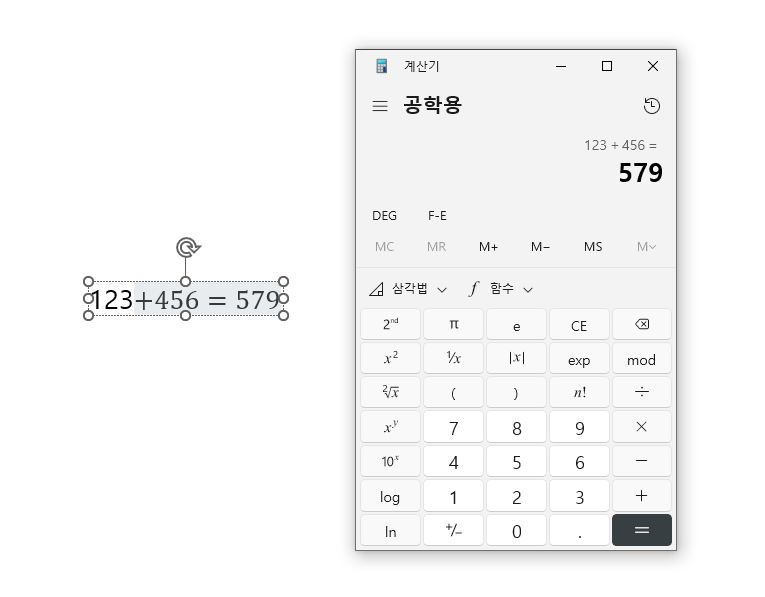 123+456 = 579
계산기
공학용
123 + 456 =
579
DEG F-E
MC MR M+ M− MS M
삼각법 f 함수
2ⁿᵈ π e CE
x² ¹/x |x| exp mod
²√x ( ) n! ÷
xʸ 7 8 9 ×
10ˣ 4 5 6 −
log 1 2 3 +
ln +/− 0 . =